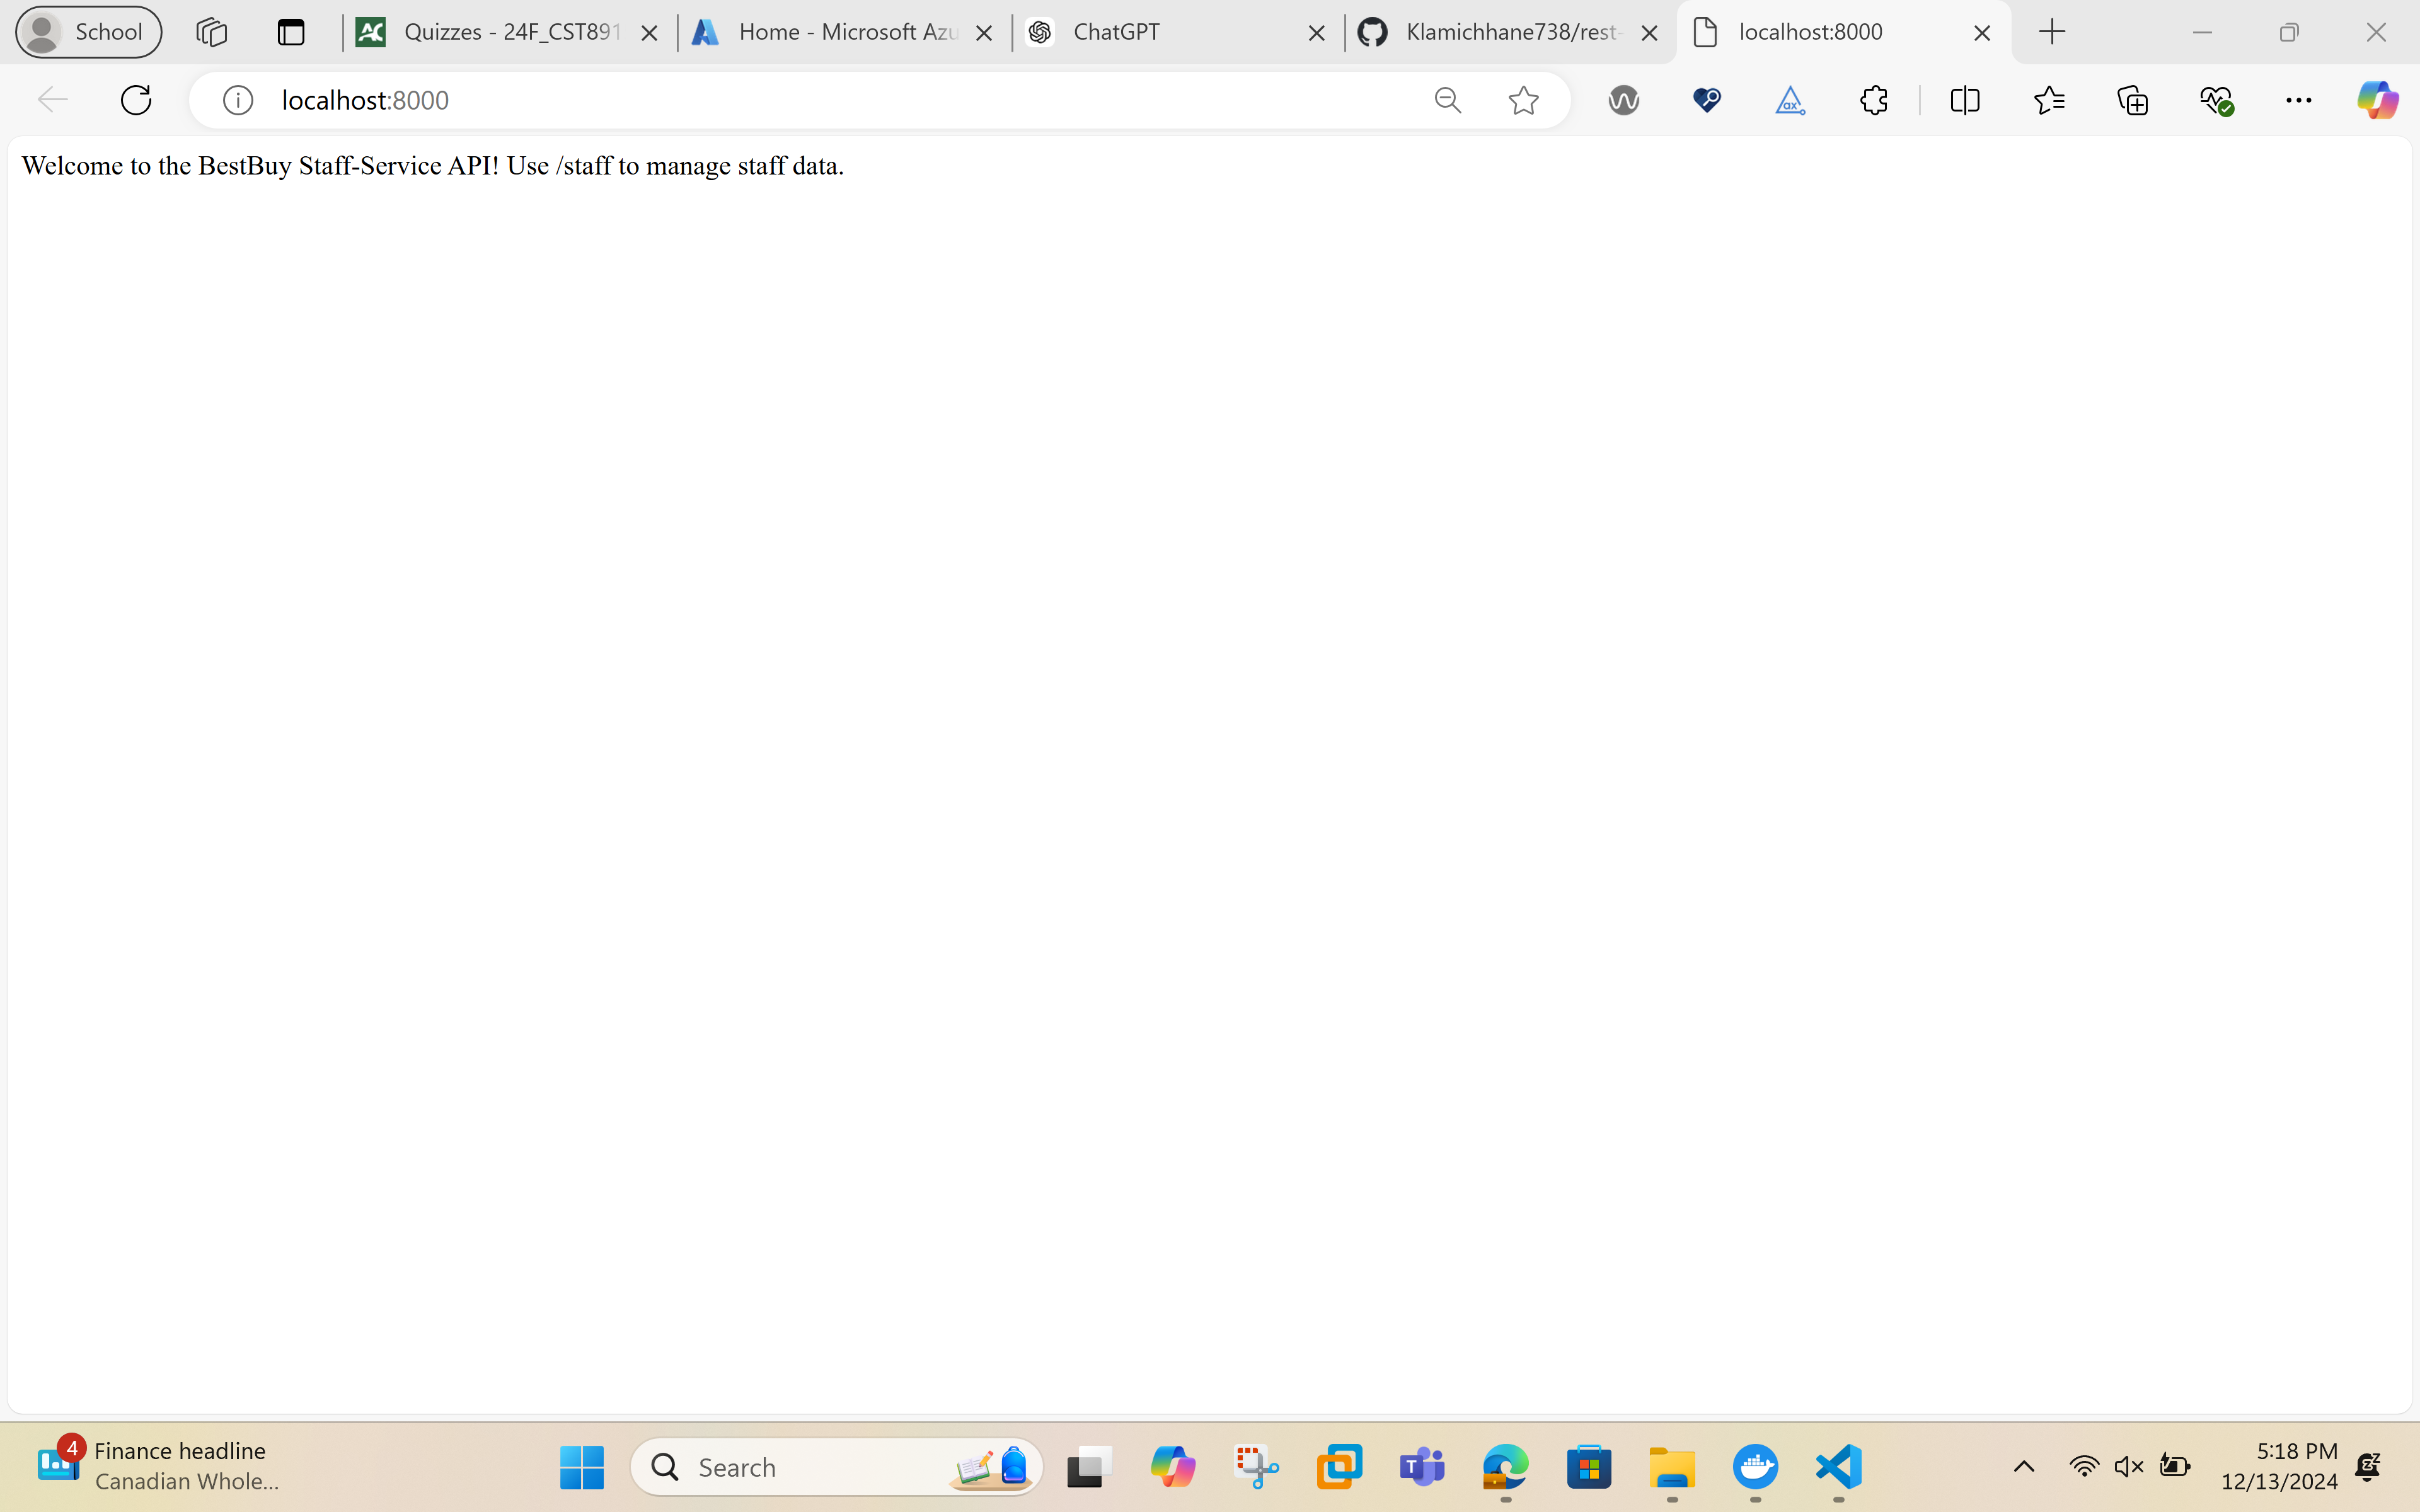 School
Quizzes - 24F_CST891
Home - Microsoft Azu
ChatGPT
Klamichhane738/rest-
localhost:8000
localhost:8000
Welcome to the BestBuy Staff-Service API! Use /staff to manage staff data.
4
Finance headline
Canadian Whole...
Search
5:18 PM
12/13/2024